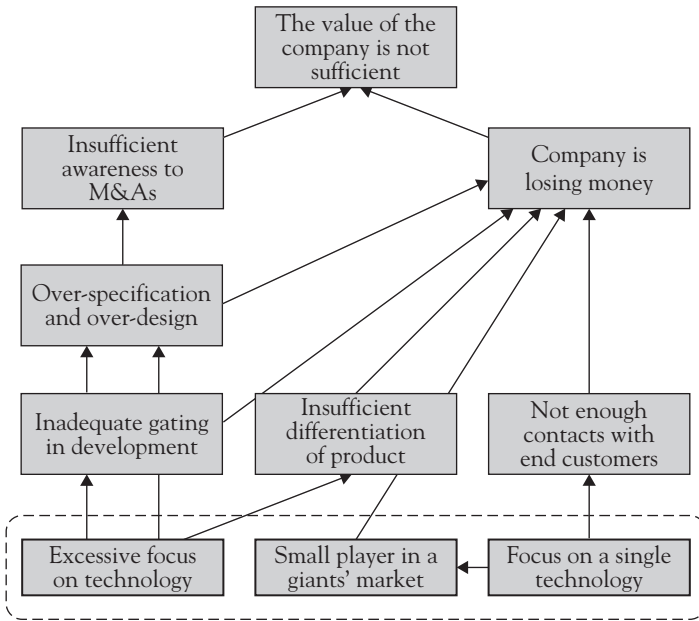 The value of the
company is not
sufficient
Insufficient
awareness to
M&As
Company is
losing money
Over-specification
and over-design
Inadequate gating
in development
Insufficient
differentiation
of product
Not enough
contacts with
end customers
Excessive focus
on technology
Small player in a
giants’ market
Focus on a single
technology